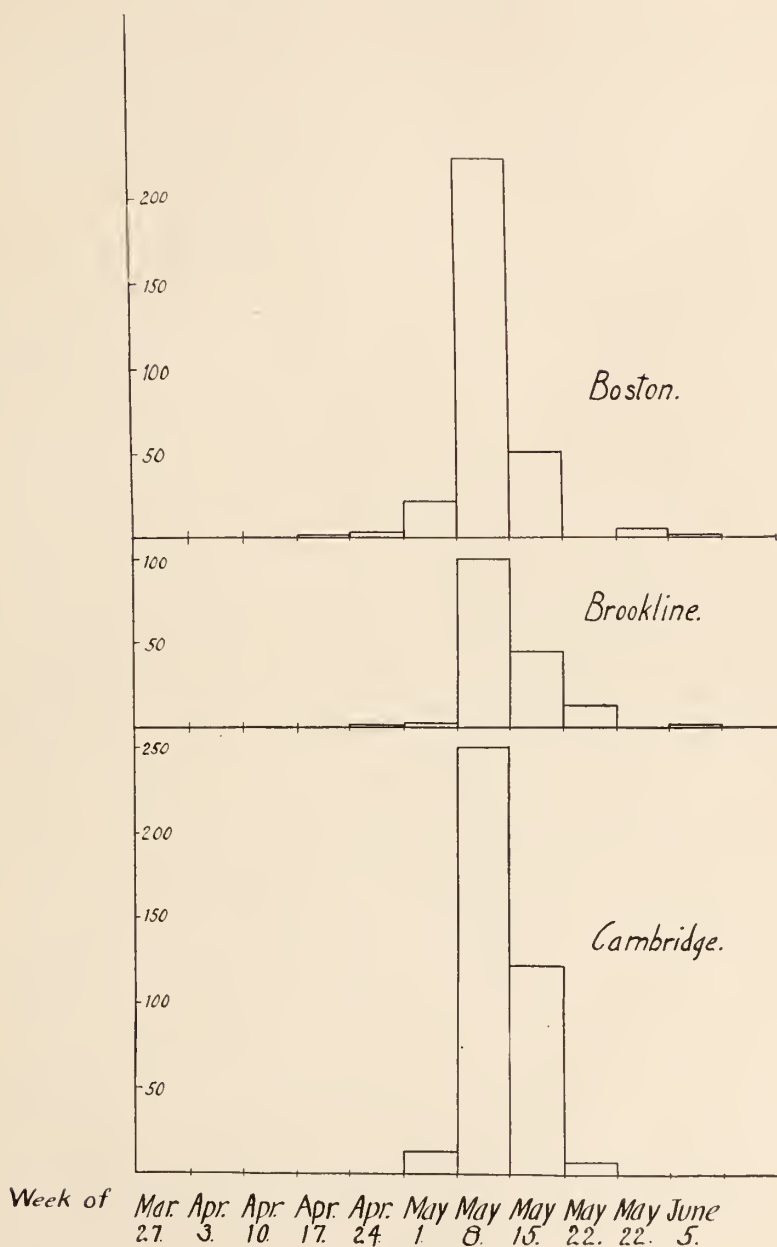 200
150
100
50
Boston.
100
50
Brookline.
250
200
150
100
50
Cambridge.
Week of Mar. Apr. Apr. Apr. Apr. May May May May May June
27. 3. 10. 17. 24. 1. 8. 15. 22. 22. 5.